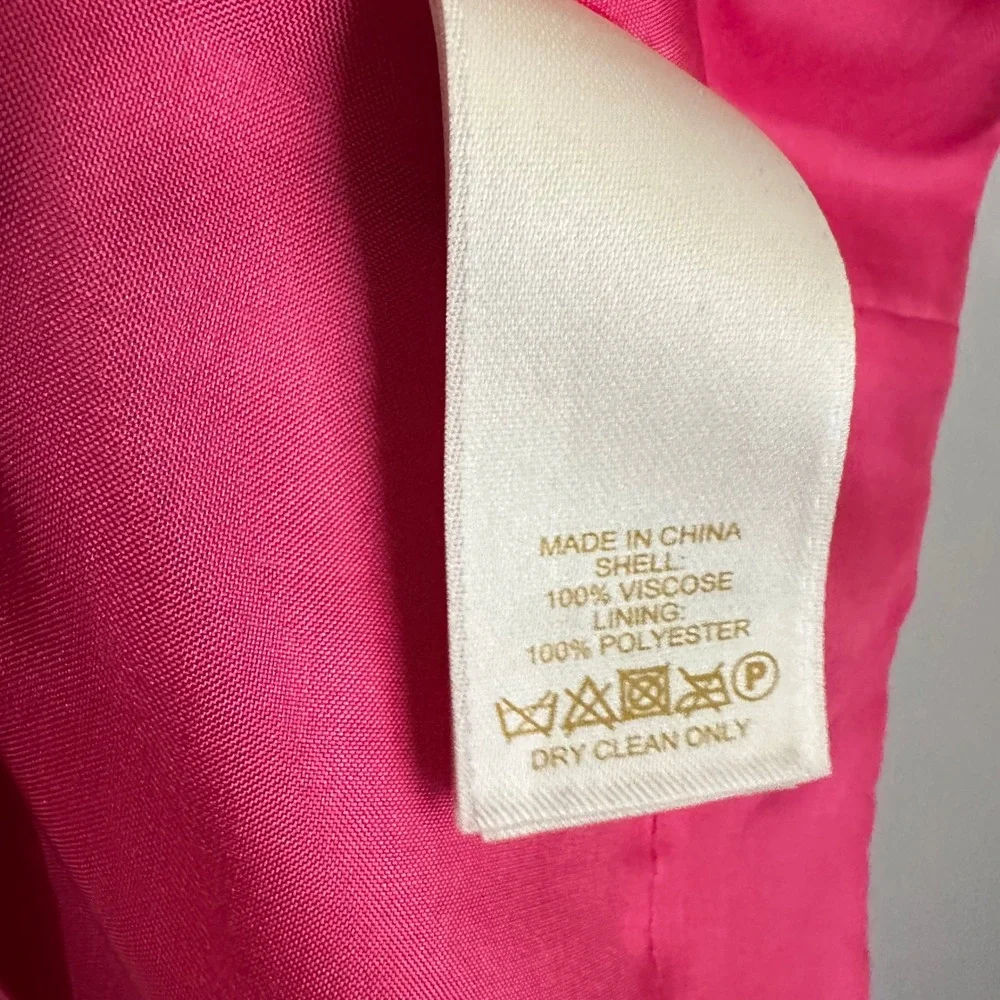 MADE IN CHINA
SHELL:
100% VISCOSE
LINING:
100% POLYESTER
P
DRY CLEAN ONLY